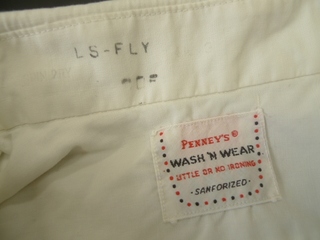 LS-FLY
PENNEY'S®
WASH 'N WEAR
LITTLE OR NO IRONING
-SANFORIZED-